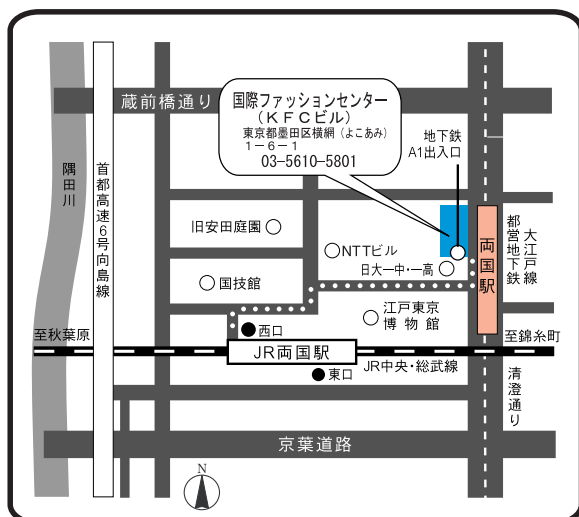 蔵前橋通り
国際ファッションセンター
(KFCビル)
東京都墨田区横網(よこあみ)
1-6-1
03-5610-5801
地下鉄
A1出入口
隅田川
首都高速6号向島線
旧安田庭園
NTTビル
日大一中・一高
国技館
両国駅
都営地下鉄
大江戸線
江戸東京
博物館
西口
至秋葉原
至錦糸町
JR両国駅
JR中央・総武線
東口
清澄通り
京葉道路
N